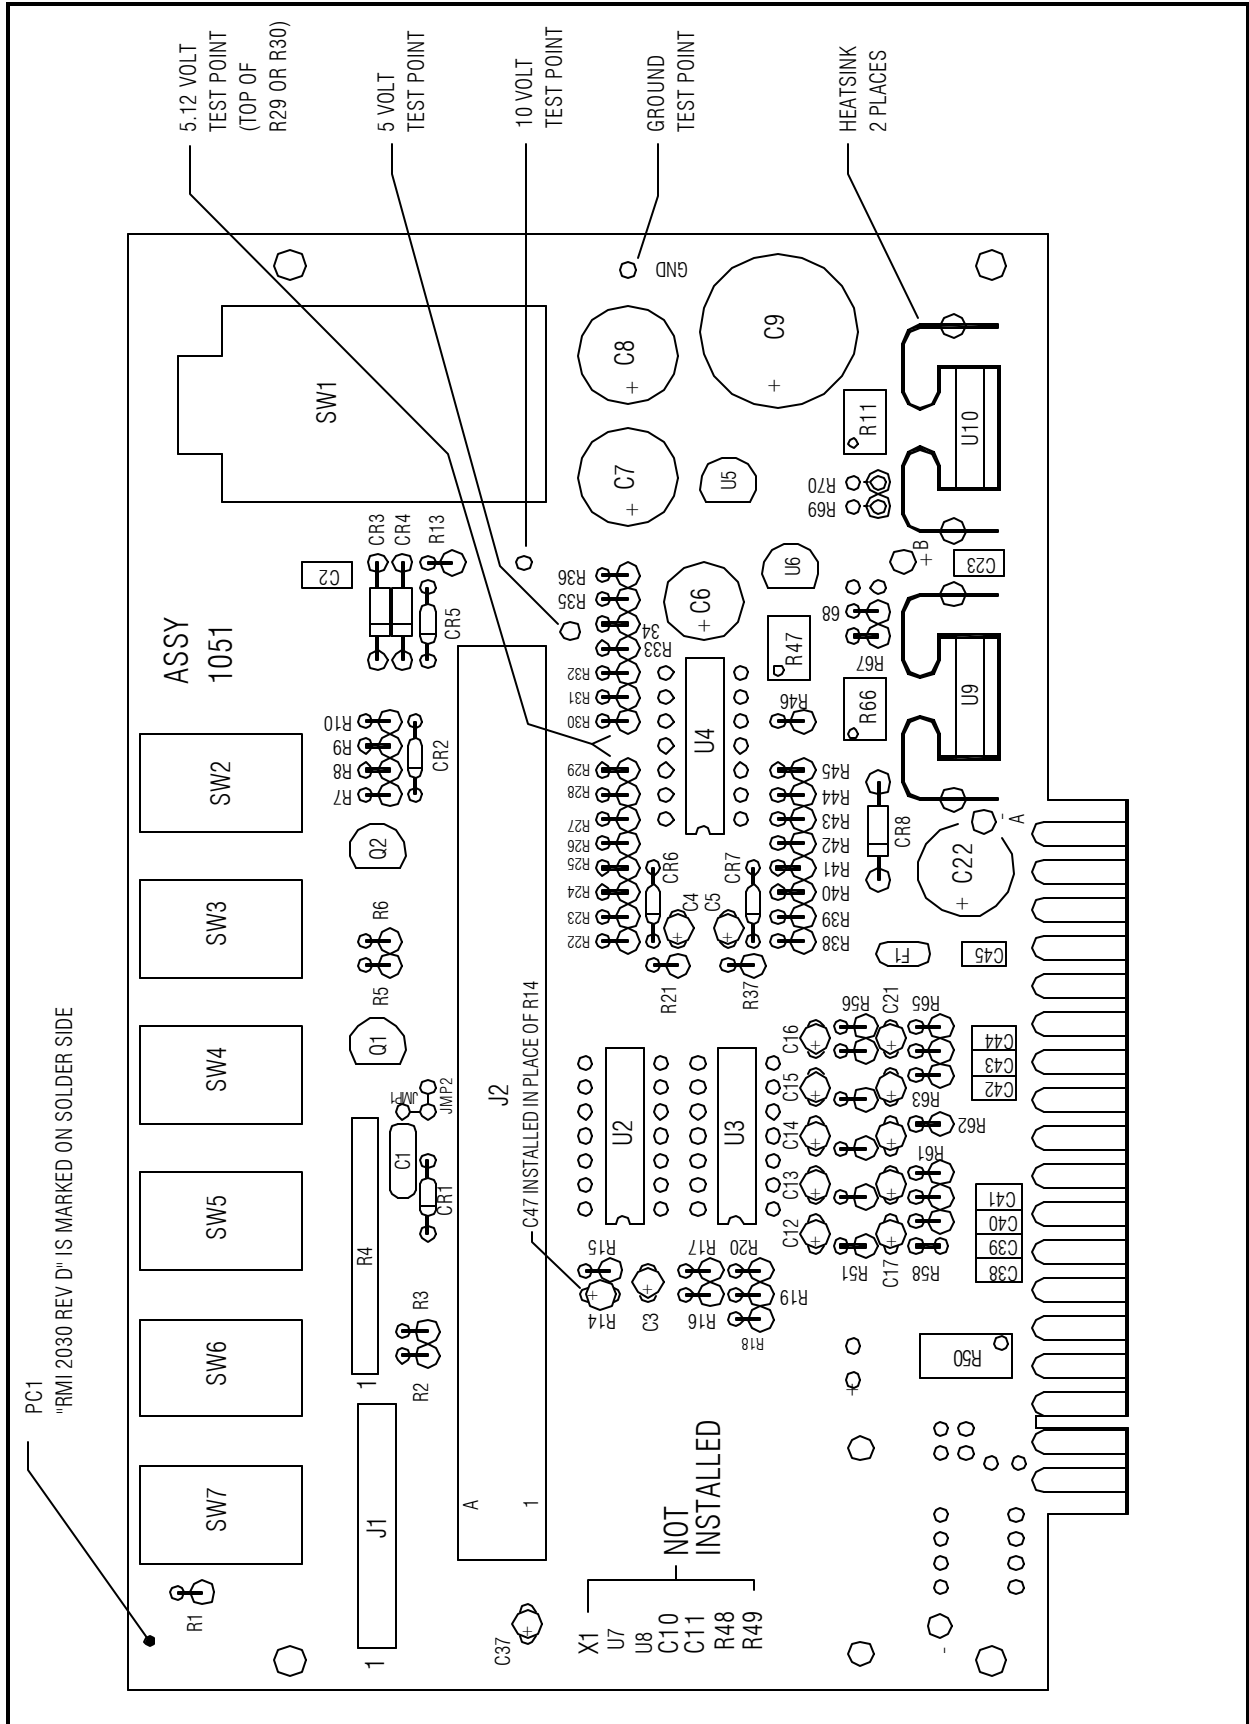 5.12 VOLT
TEST POINT
(TOP OF
R29 OR R30)
5 VOLT
TEST POINT
10 VOLT
TEST POINT
GROUND
TEST POINT
HEATSINK
2 PLACES
PC1
"RMI 2030 REV D" IS MARKED ON SOLDER SIDE
ASSY
1051
SW1
SW2
SW3
SW4
SW5
SW6
SW7
R1
J1
1
R4
1
R2
R3
C1
CR1
JMP1
JMP2
Q1
R5
R6
Q2
R7
R8
R9
R10
CR2
C2
CR3
CR4
R13
CR5
J2
A
1
C37
C47 INSTALLED IN PLACE OF R14
GND
C8
+
C9
+
C7
+
U5
U6
C6
+
R36
R35
34
R33
R32
R31
R30
R29
R28
R27
R26
R25
R24
R23
R22
U4
R47
R46
R45
R44
R43
R42
R41
R40
R39
R38
CR6
CR7
C4
C5
R21
R37
R11
R70
R69
U10
B
+
C23
68
R67
R66
U9
CR8
C22
+
-
A
F1
C45
U2
U3
R15
R14
C3
R17
R16
R20
R19
R18
C16
C15
C14
C13
C12
R56
C21
R65
R63
R62
R61
R51
C17
R58
C44
C43
C42
C41
C40
C39
C38
R50
+
-
X1
U7
U8
C10
C11
R48
R49
NOT
INSTALLED